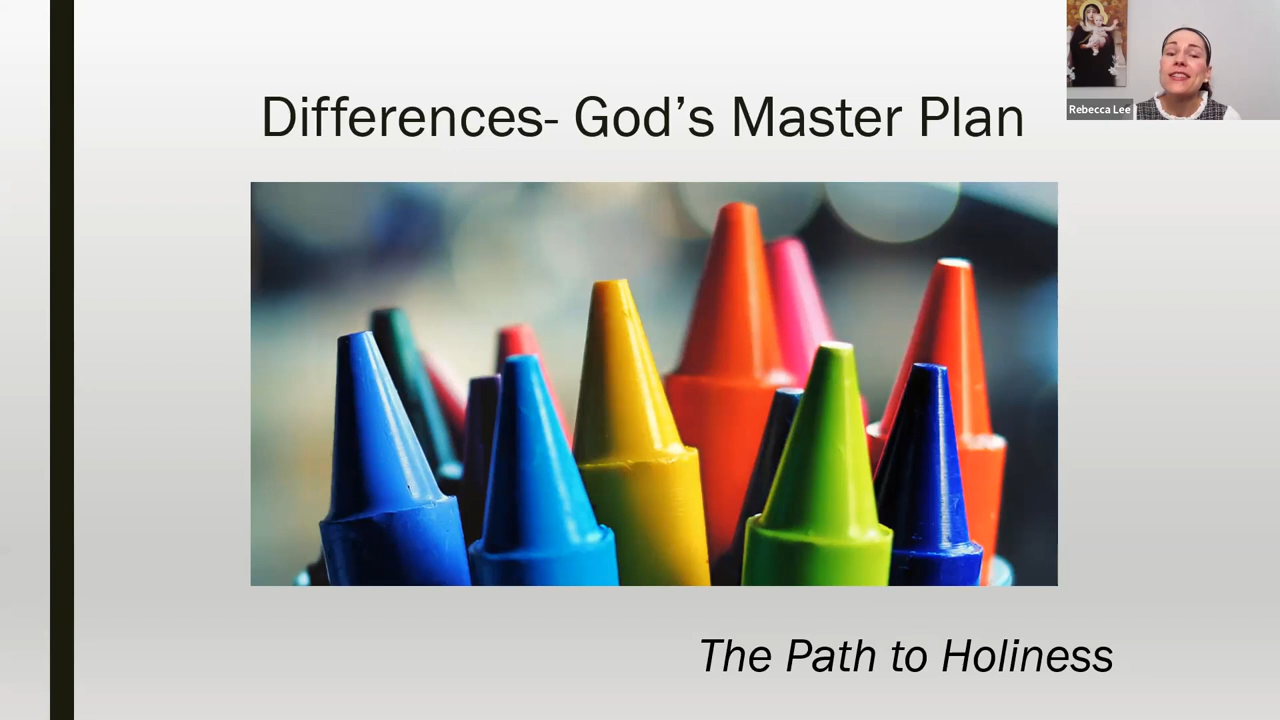 Differences- God’s Master Plan
Rebecca Lee
The Path to Holiness